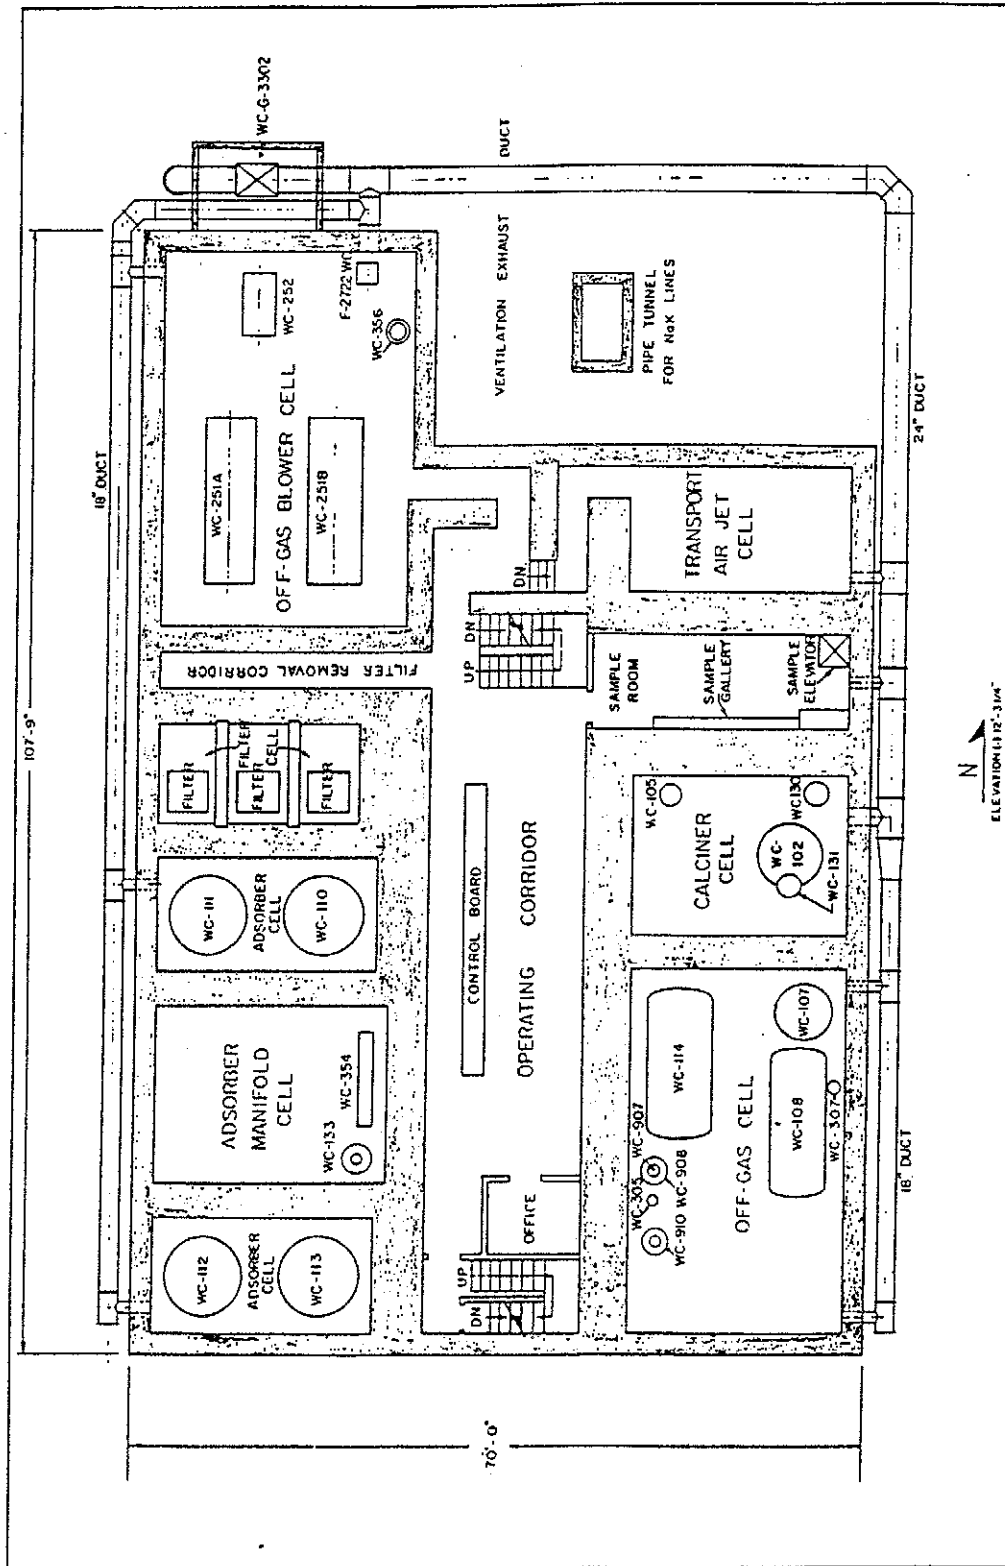 107'-9"
18" DUCT
WC-G-3302
DUCT
WC-251A
OFF-GAS BLOWER CELL
WC-251B
WC-252
WC-356
VENTILATION EXHAUST
PIPE TUNNEL
FOR NaK LINES
24" DUCT
FILTER REMOVAL CORRIDOR
FILTER
FILTER
FILTER
FILTER
CELL
WC-111
ADSORBER
CELL
WC-110
ADSORBER
MANIFOLD
CELL
WC-133
WC-354
WC-112
ADSORBER
CELL
WC-113
UP
DN
DN
CONTROL BOARD
OPERATING CORRIDOR
OFFICE
DN
UP
TRANSPORT
AIR JET
CELL
SAMPLE
ROOM
SAMPLE
GALLERY
SAMPLE
ELEVATOR
WC-105
CALCINER
CELL
WC130
WC-
102
WC-131
WC-114
WC-107
WC-108
WC-307
OFF-GAS CELL
WC-907
WC-305
WC-908
WC-910
18" DUCT
70'-0"
N